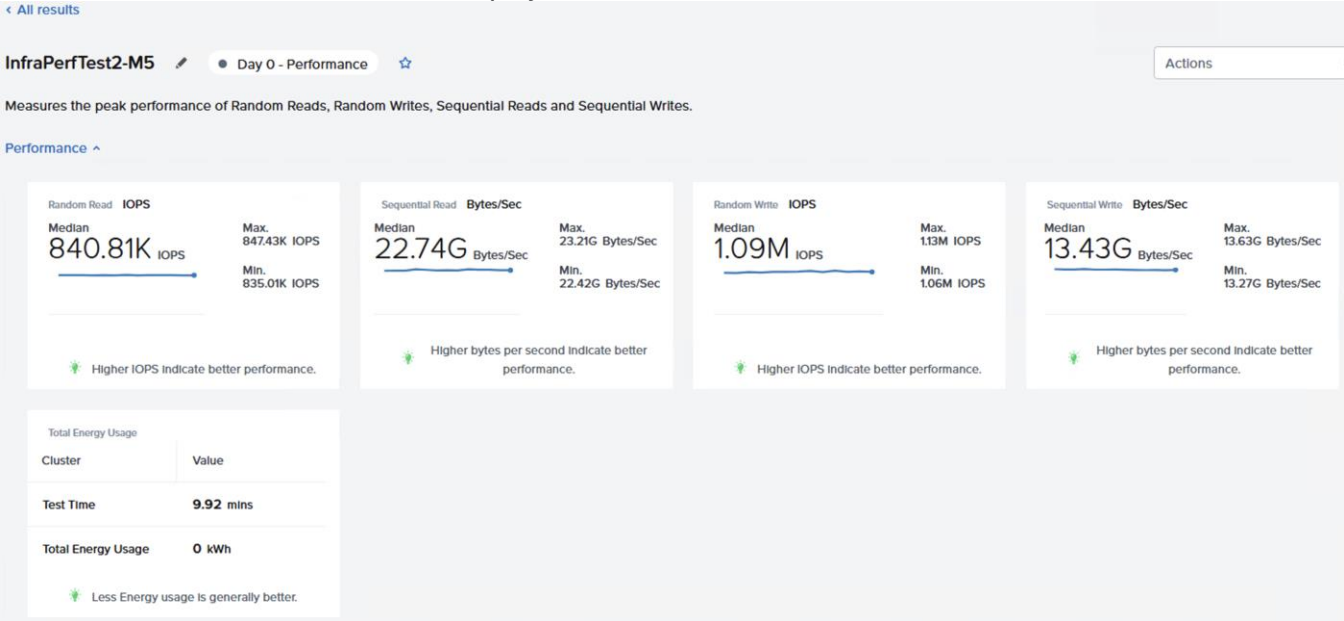 ‹ All results
InfraPerfTest2-M5
Day 0 - Performance
Actions
Measures the peak performance of Random Reads, Random Writes, Sequential Reads and Sequential Writes.
Performance
Random Read IOPS
Median
840.81K IOPS
Max.
847.43K IOPS
Min.
835.01K IOPS
Higher IOPS indicate better performance.
Sequential Read Bytes/Sec
Median
22.74G Bytes/Sec
Max.
23.21G Bytes/Sec
Min.
22.42G Bytes/Sec
Higher bytes per second indicate better
performance.
Random Write IOPS
Median
1.09M IOPS
Max.
1.13M IOPS
Min.
1.06M IOPS
Higher IOPS indicate better performance.
Sequential Write Bytes/Sec
Median
13.43G Bytes/Sec
Max.
13.63G Bytes/Sec
Min.
13.27G Bytes/Sec
Higher bytes per second indicate better
performance.
Total Energy Usage
Cluster Value
Test Time 9.92 mins
Total Energy Usage 0 kWh
Less Energy usage is generally better.